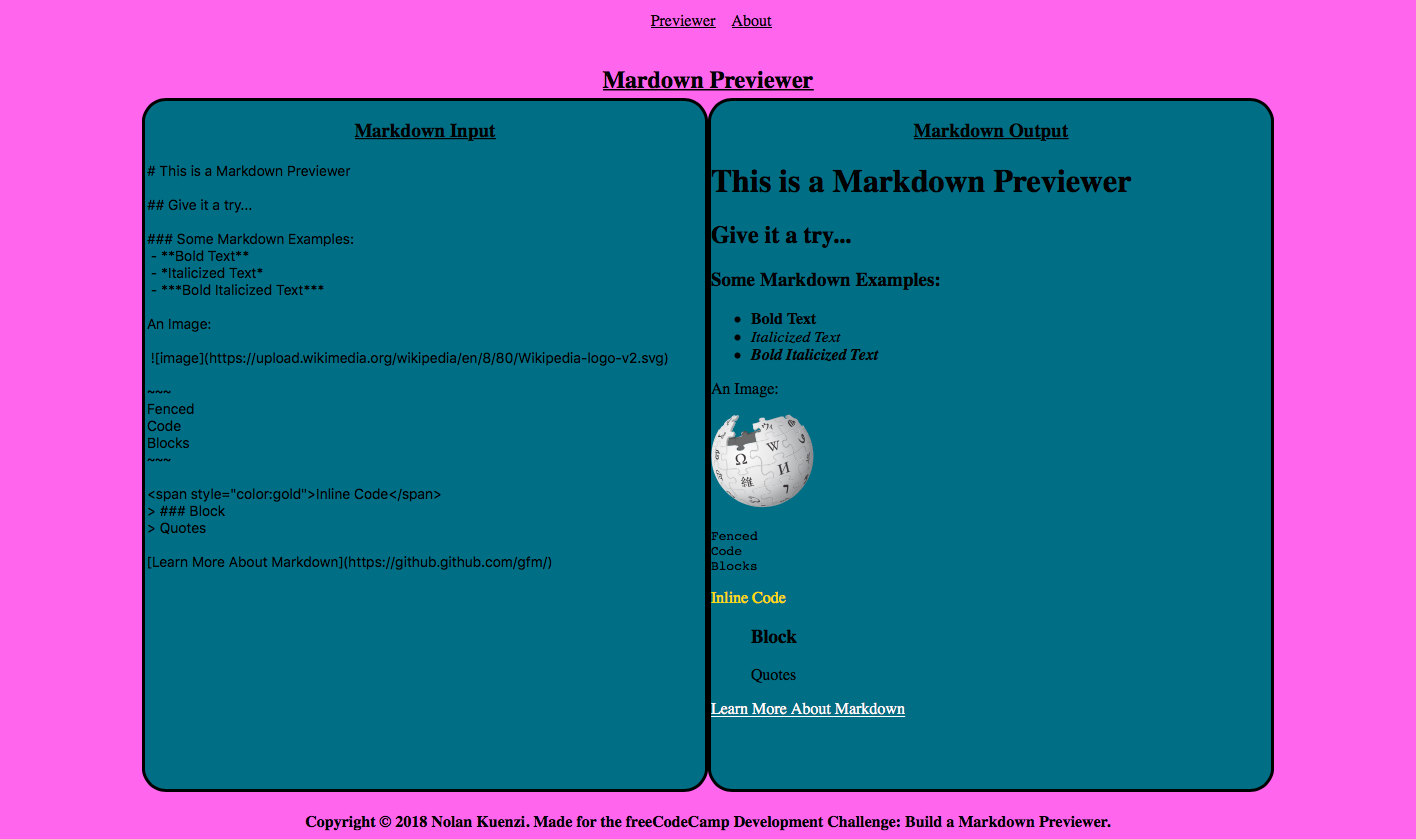 Previewer About
Mardown Previewer
Markdown Input
# This is a Markdown Previewer
## Give it a try...
### Some Markdown Examples:
- **Bold Text**
- *Italicized Text*
- ***Bold Italicized Text***
An Image:
![image](https://upload.wikimedia.org/wikipedia/en/8/80/Wikipedia-logo-v2.svg)
~~~
Fenced
Code
Blocks
~~~
<span style="color:gold">Inline Code</span>
> ### Block
> Quotes
[Learn More About Markdown](https://github.github.com/gfm/)
Markdown Output
This is a Markdown Previewer
Give it a try...
Some Markdown Examples:
Bold Text
Italicized Text
Bold Italicized Text
An Image:
Ω W И
維 7
Fenced
Code
Blocks
Inline Code
Block
Quotes
Learn More About Markdown
Copyright © 2018 Nolan Kuenzi. Made for the freeCodeCamp Development Challenge: Build a Markdown Previewer.